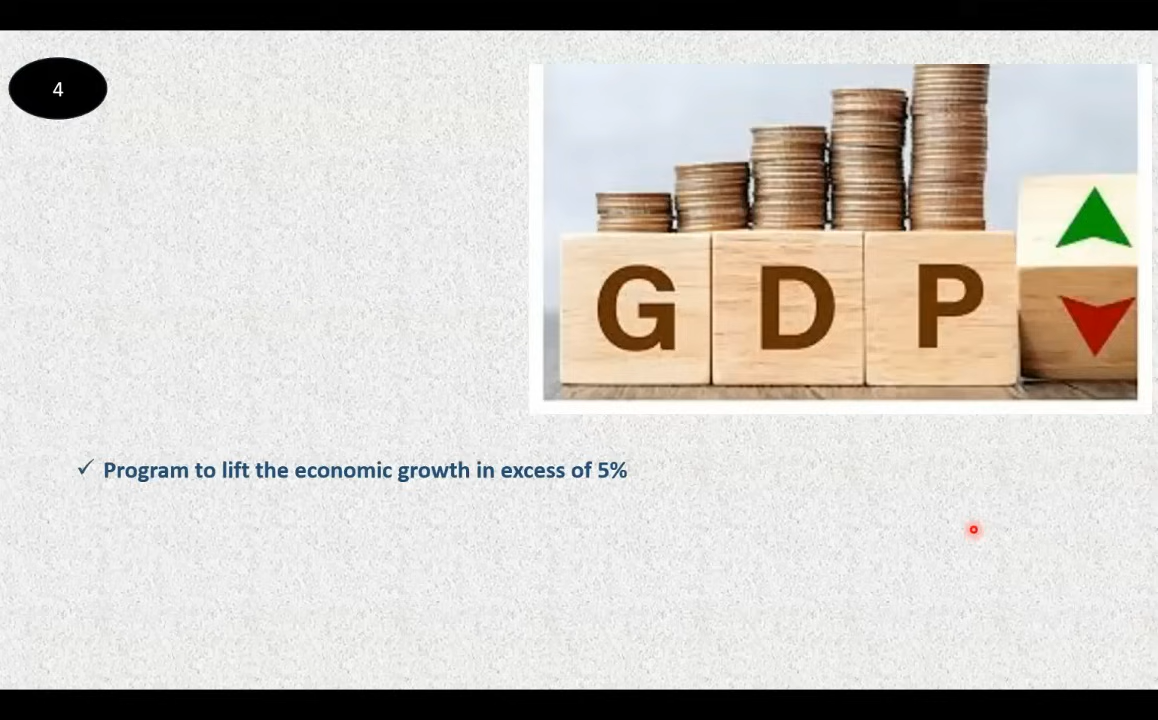 4
G D P
✓ Program to lift the economic growth in excess of 5%